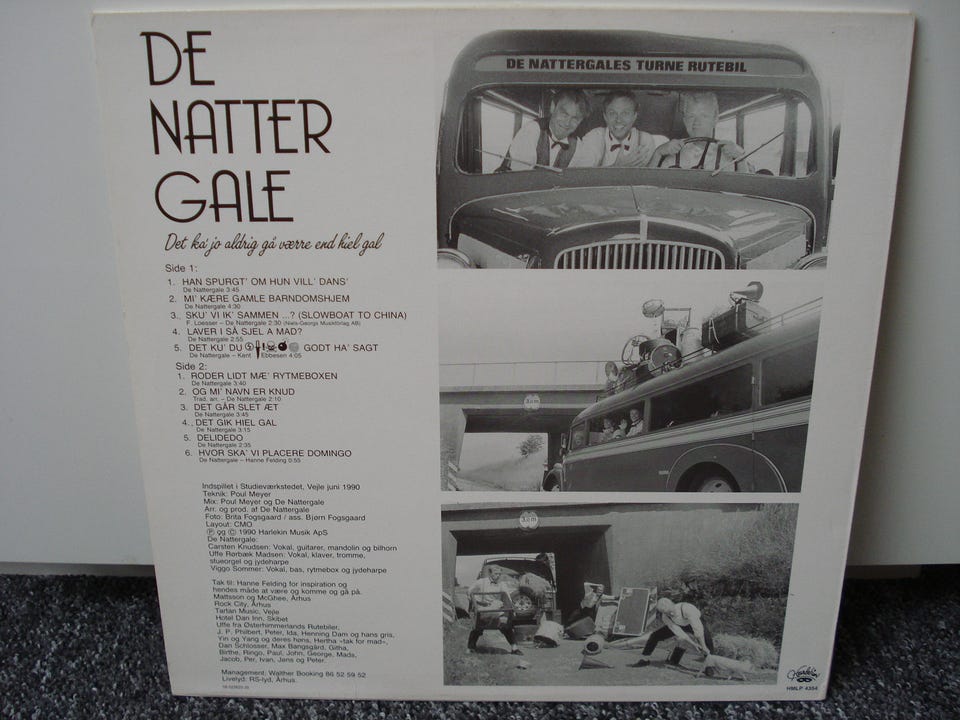 DE
NATTER
GALE
Det ka' jo aldrig gå værre end hiel gal
Side 1:
1. HAN SPURGT' OM HUN VILL' DANS'
De Nattergale 3:45
2. MI' KÆRE GAMLE BARNDOMSHJEM
De Nattergale 4:30
3. SKU' VI IK' SAMMEN ...? (SLOWBOAT TO CHINA)
F. Loesser – De Nattergale 2:30 (Niels-Georgs Musikförlag AB)
4. LAVER I SÅ SJEL A MAD?
De Nattergale 2:55
5. DET KU' DU GODT HA' SAGT
De Nattergale – Kent Ebbesen 4:05
Side 2:
1. RODER LIDT MÆ' RYTMEBOXEN
De Nattergale 3:40
2. OG MI' NAVN ER KNUD
Trad. arr. – De Nattergale 2:10
3. DET GÅR SLET ÆT
De Nattergale 3:45
4. DET GIK HIEL GAL
De Nattergale 3:15
5. DELIDEDO
De Nattergale 2:35
6. HVOR SKA' VI PLACERE DOMINGO
De Nattergale – Hanne Felding 0:55
Indspillet i Studieværkstedet, Vejle juni 1990
Teknik: Poul Meyer
Mix: Poul Meyer og De Nattergale
Arr. og prod. af De Nattergale
Foto: Brita Fogsgaard / ass. Bjørn Fogsgaard
Layout: CMO
Ⓟ og © 1990 Harlekin Musik ApS
De Nattergale:
Carsten Knudsen: Vokal, guitarer, mandolin og bilhorn
Uffe Rørbæk Madsen: Vokal, klaver, tromme,
stueorgel og jydeharpe
Viggo Sommer: Vokal, bas, rytmebox og jydeharpe
Tak til: Hanne Felding for inspiration og
hendes måde at være og komme og gå på.
Mattsson og McGhee, Århus
Rock City, Århus
Tartan Music, Vejle
Hotel Dan Inn, Skibet
Uffe fra Østerhimmerlands Rutebiler,
J. P. Philbert, Peter, Ida, Henning Dam og hans gris,
Yin og Yang og deres høns, Hertha »tak for mad«,
Dan Schlosser, Max Bangsgård, Githa,
Birthe, Ringo, Paul, John, George, Mads,
Jacob, Per, Ivan, Jens og Peter.
Management: Walther Booking 86 52 59 52
Livelyd: RS-lyd, Århus.
DE NATTERGALES TURNE RUTEBIL
HMLP 4354